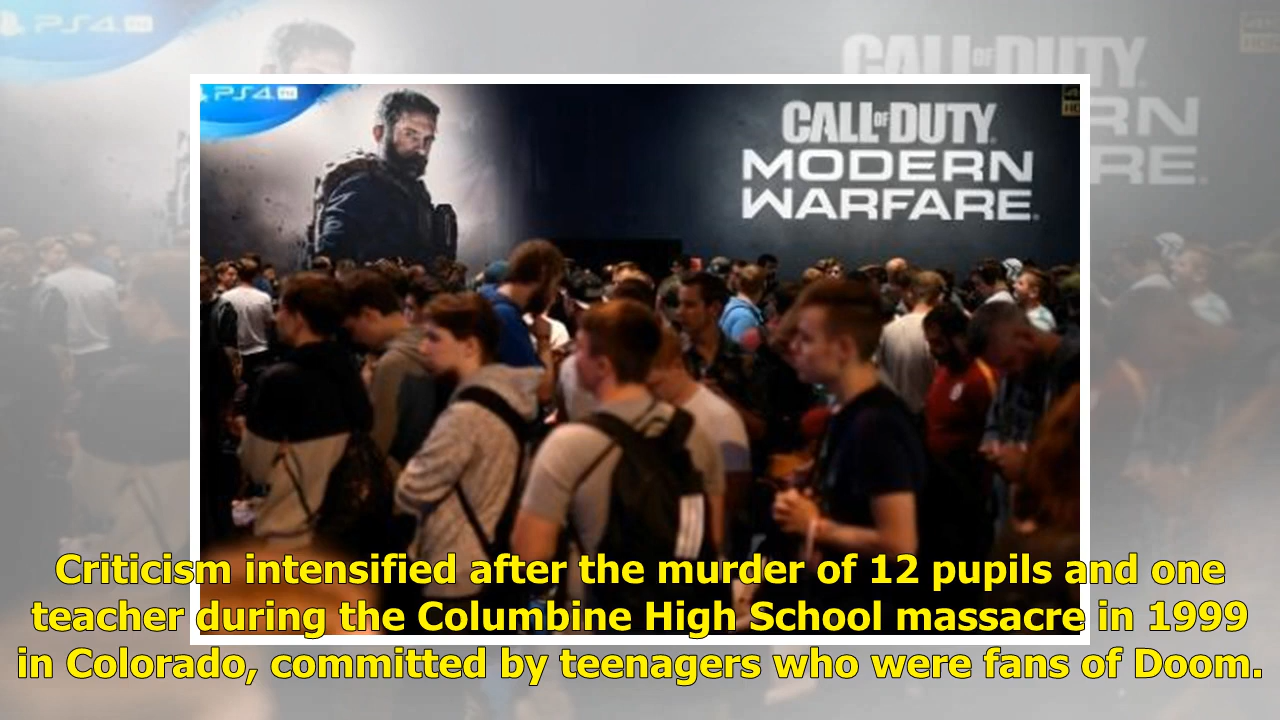 PS4
CALL OF DUTY
MODERN
WARFARE
Criticism intensified after the murder of 12 pupils and one
teacher during the Columbine High School massacre in 1999
in Colorado, committed by teenagers who were fans of Doom.